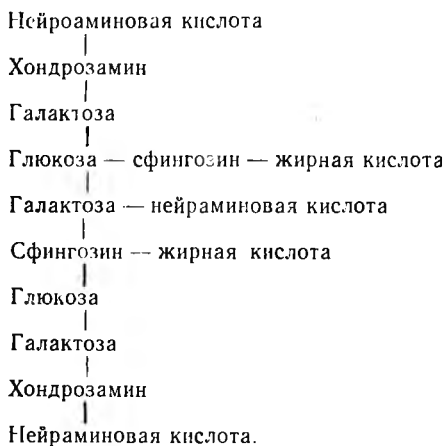 Нейроаминовая кислота
Хондрозамин
Галактоза
Глюкоза — сфингозин — жирная кислота
Галактоза — нейраминовая кислота
Сфингозин — жирная кислота
Глюкоза
Галактоза
Хондрозамин
Нейраминовая кислота.